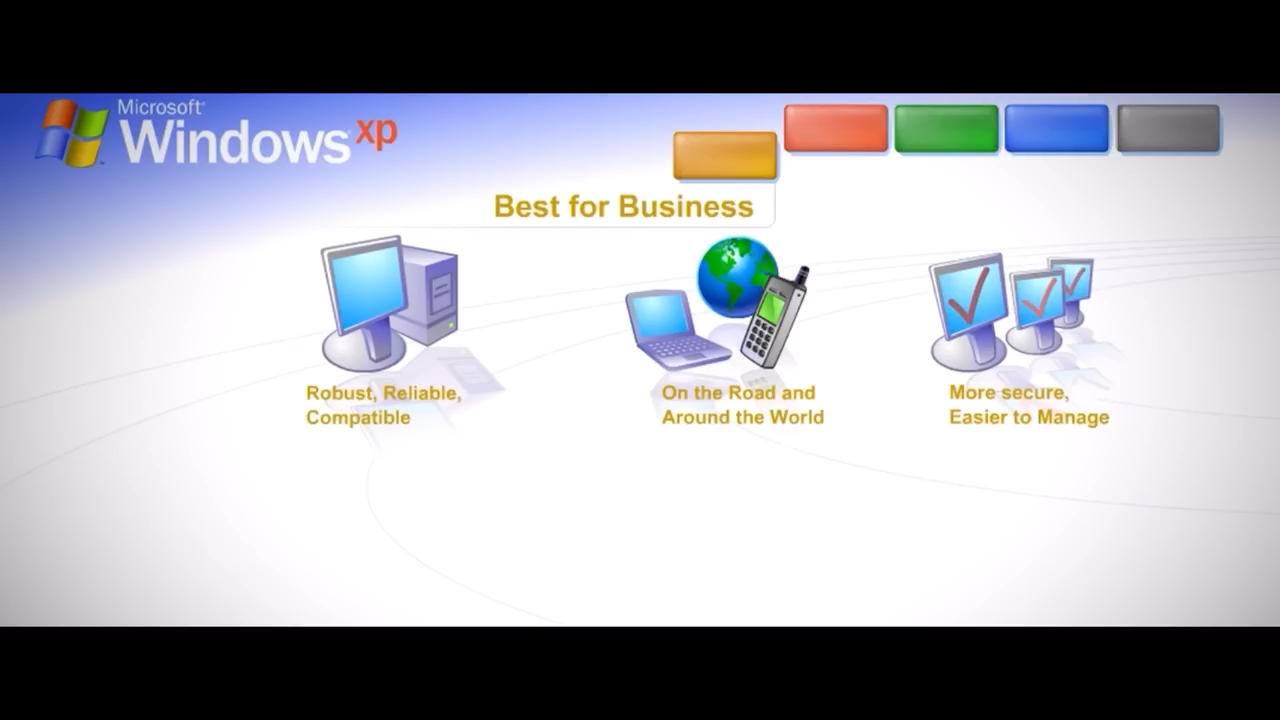 Microsoft®
Windows xp
Best for Business
Robust, Reliable,
Compatible
On the Road and
Around the World
More secure,
Easier to Manage